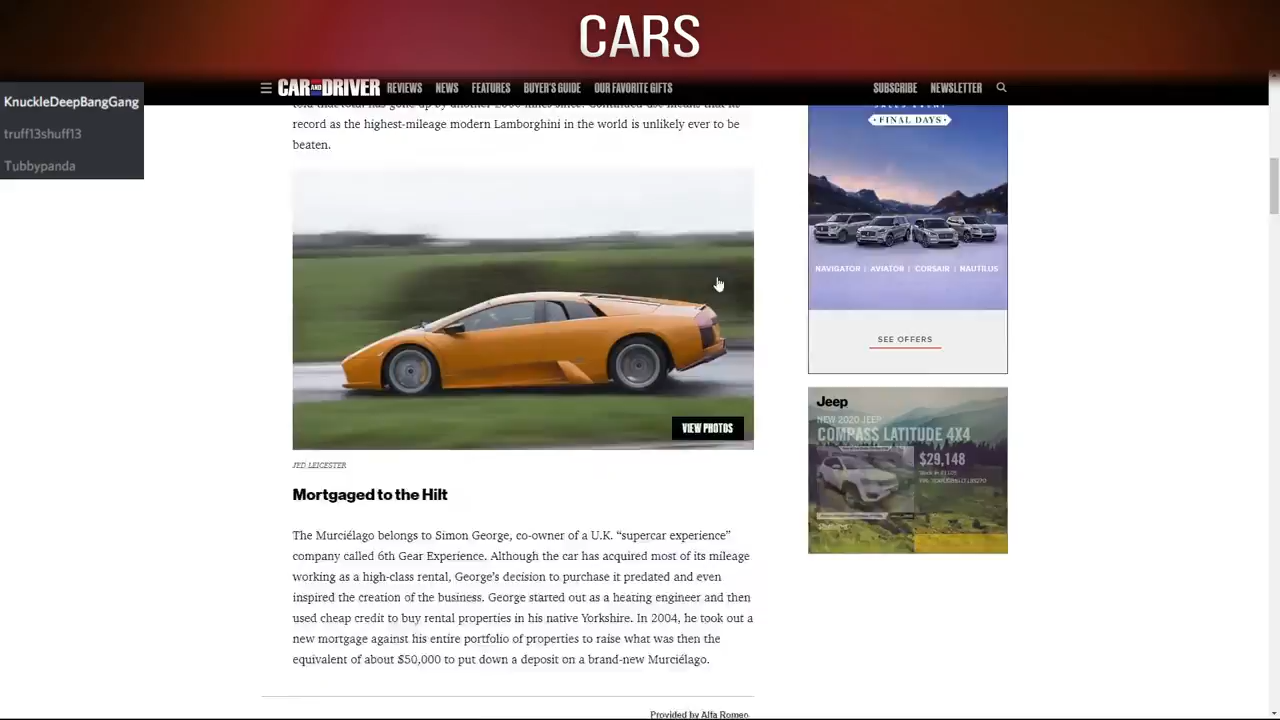 CARS
CAR AND DRIVER REVIEWS NEWS FEATURES BUYER'S GUIDE OUR FAVORITE GIFTS SUBSCRIBE NEWSLETTER
KnuckleDeepBangGang
truff13shuff13
Tubbypanda
record as the highest-mileage modern Lamborghini in the world is unlikely ever to be
beaten.
VIEW PHOTOS
JED LEICESTER
Mortgaged to the Hilt
The Murciélago belongs to Simon George, co-owner of a U.K. “supercar experience”
company called 6th Gear Experience. Although the car has acquired most of its mileage
working as a high-class rental, George’s decision to purchase it predated and even
inspired the creation of the business. George started out as a heating engineer and then
used cheap credit to buy rental properties in his native Yorkshire. In 2004, he took out a
new mortgage against his entire portfolio of properties to raise what was then the
equivalent of about $50,000 to put down a deposit on a brand-new Murciélago.
Provided by Alfa Romeo
SALES EVENT
FINAL DAYS
NAVIGATOR | AVIATOR | CORSAIR | NAUTILUS
SEE OFFERS
Jeep
NEW 2020 JEEP
COMPASS LATITUDE 4X4
$29,148